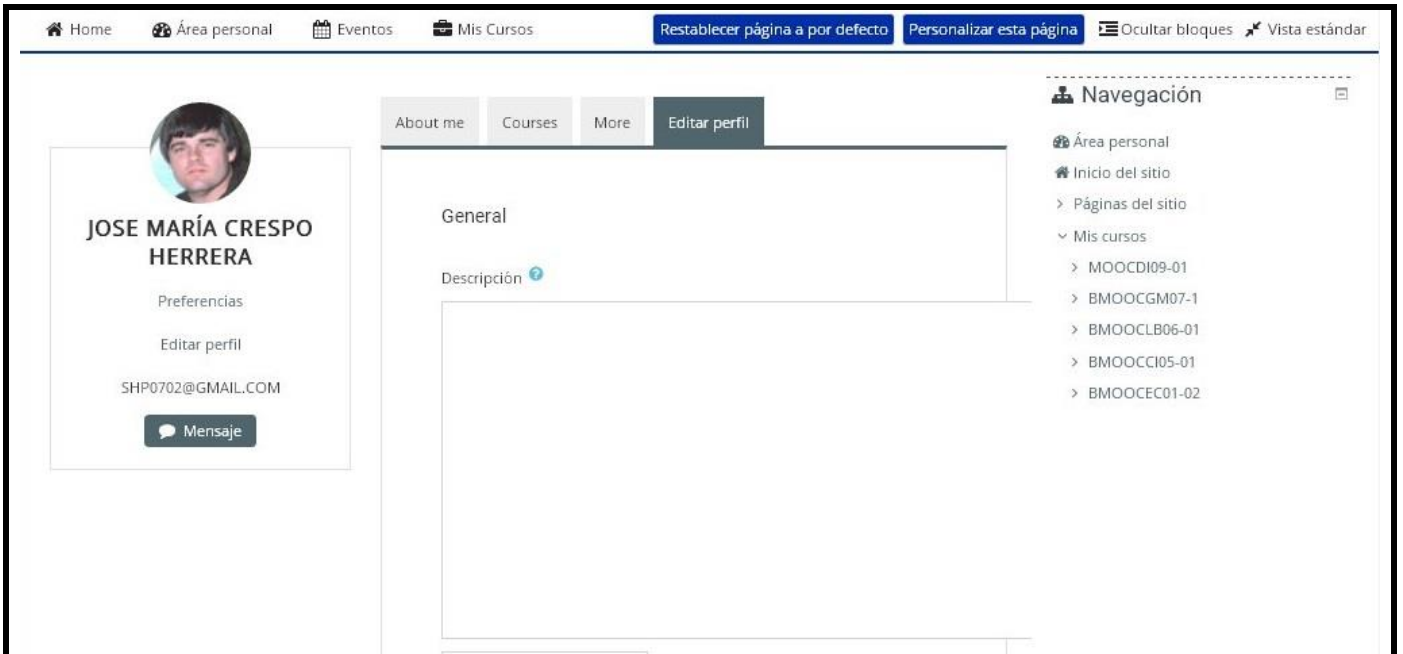 Home Área personal Eventos Mis Cursos Restablecer página a por defecto Personalizar esta página Ocultar bloques Vista estándar
JOSE MARÍA CRESPO
HERRERA
Preferencias
Editar perfil
SHP0702@GMAIL.COM
Mensaje
About me Courses More Editar perfil
General
Descripción
Navegación
Área personal
Inicio del sitio
Páginas del sitio
Mis cursos
MOOCDI09-01
BMOOCGM07-1
BMOOCLB06-01
BMOOCCI05-01
BMOOCEC01-02